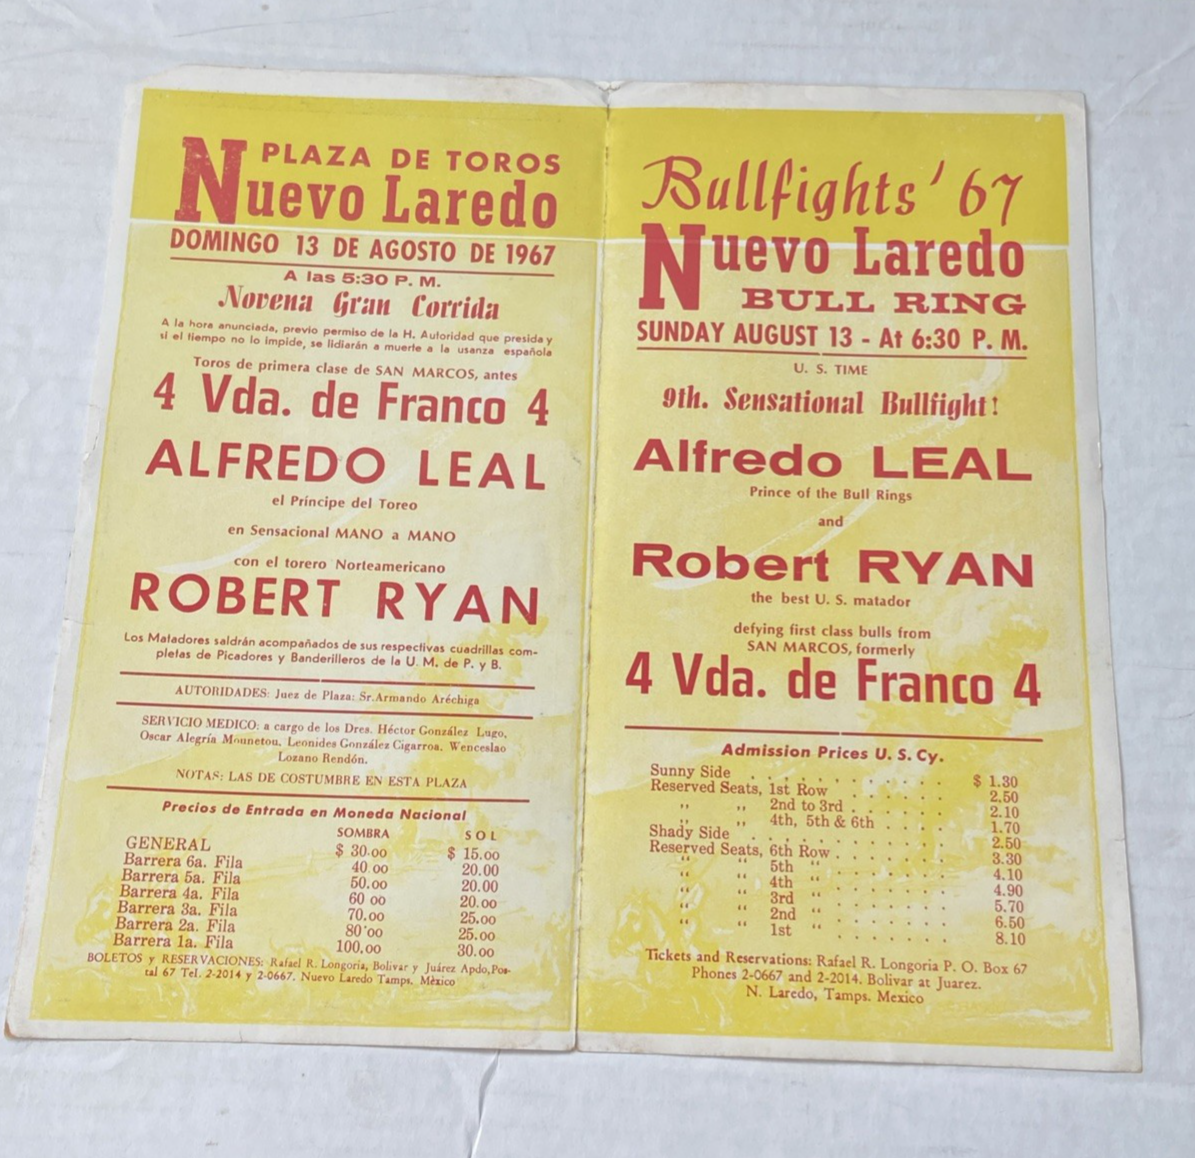 PLAZA DE TOROS
Nuevo Laredo
DOMINGO 13 DE AGOSTO DE 1967
A las 5:30 P. M.
Novena Gran Corrida
A la hora anunciada, previo permiso de la H. Autoridad que presida y
si el tiempo no lo impide, se lidiarán a muerte a la usanza española
Toros de primera clase de SAN MARCOS, antes
4 Vda. de Franco 4
ALFREDO LEAL
el Príncipe del Toreo
en Sensacional MANO a MANO
con el torero Norteamericano
ROBERT RYAN
Los Matadores saldrán acompañados de sus respectivas cuadrillas com-
pletas de Picadores y Banderilleros de la U. M. de P. y B.
AUTORIDADES: Juez de Plaza: Sr. Armando Aréchiga
SERVICIO MEDICO: a cargo de los Dres. Héctor González Lugo,
Oscar Alegría Mounetou, Leonides González Cigarroa, Wenceslao
Lozano Rendón.
NOTAS: LAS DE COSTUMBRE EN ESTA PLAZA
Precios de Entrada en Moneda Nacional
SOMBRA SOL
GENERAL $ 30.00 $ 15.00
Barrera 6a. Fila 40 00 20.00
Barrera 5a. Fila 50.00 20.00
Barrera 4a. Fila 60 00 20.00
Barrera 3a. Fila 70.00 25.00
Barrera 2a. Fila 80'00 25.00
Barrera 1a. Fila 100,00 30.00
BOLETOS y RESERVACIONES: Rafael R. Longoria, Bolivar y Juárez Apdo,Pos-
tal 67 Tel. 2-2014 y 2-0667. Nuevo Laredo Tamps. México
Bullfights' 67
Nuevo Laredo
BULL RING
SUNDAY AUGUST 13 - At 6:30 P. M.
U. S. TIME
9th. Sensational Bullfight!
Alfredo LEAL
Prince of the Bull Rings
and
Robert RYAN
the best U. S. matador
defying first class bulls from
SAN MARCOS, formerly
4 Vda. de Franco 4
Admission Prices U. S. Cy.
Sunny Side . . . . . . . . . . . $ 1.30
Reserved Seats, 1st Row . . . . . . 2.50
,, ,, 2nd to 3rd . . . . . 2.10
,, ,, 4th, 5th & 6th . . . . 1.70
Shady Side . . . . . . . . . . . 2.50
Reserved Seats, 6th Row . . . . . . 3.30
“ “ 5th “ . . . . . . 4.10
“ “ 4th “ . . . . . . 4.90
“ “ 3rd “ . . . . . . 5.70
“ “ 2nd “ . . . . . . 6.50
“ “ 1st “ . . . . . . 8.10
Tickets and Reservations: Rafael R. Longoria P. O. Box 67
Phones 2-0667 and 2-2014. Bolivar at Juarez.
N. Laredo, Tamps. Mexico